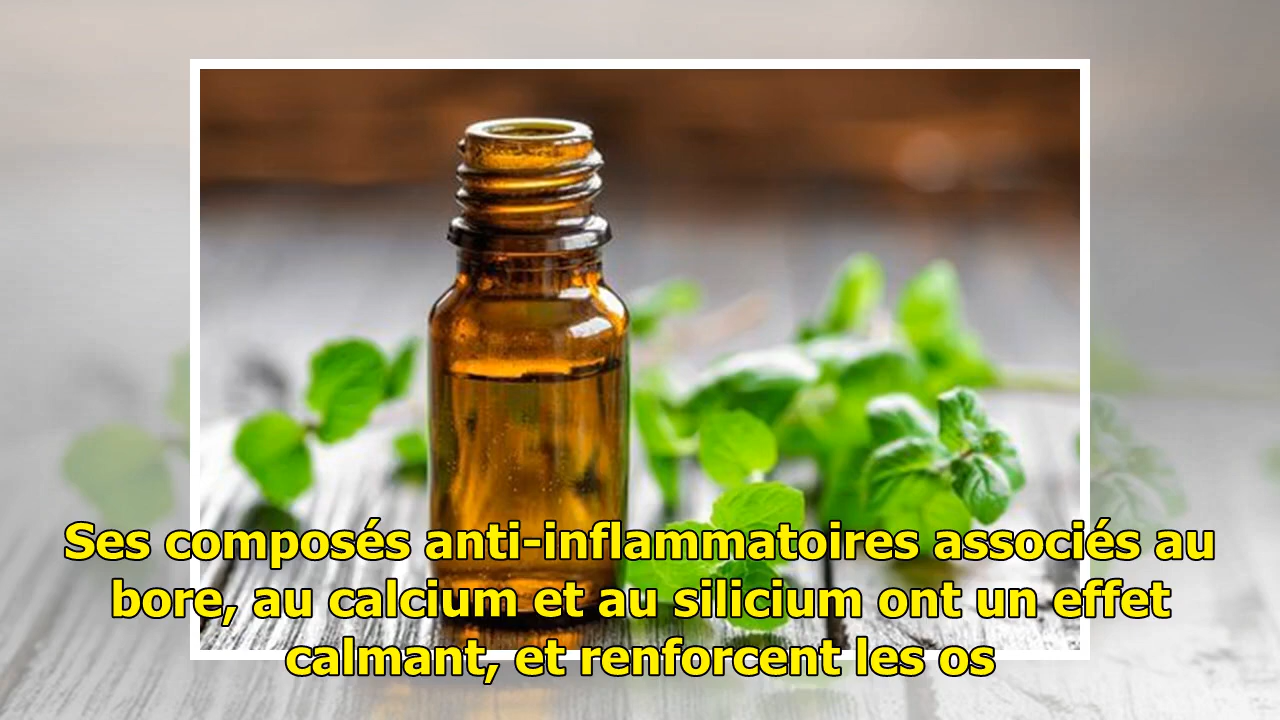 Ses composés anti-inflammatoires associés au
bore, au calcium et au silicium ont un effet
calmant, et renforcent les os